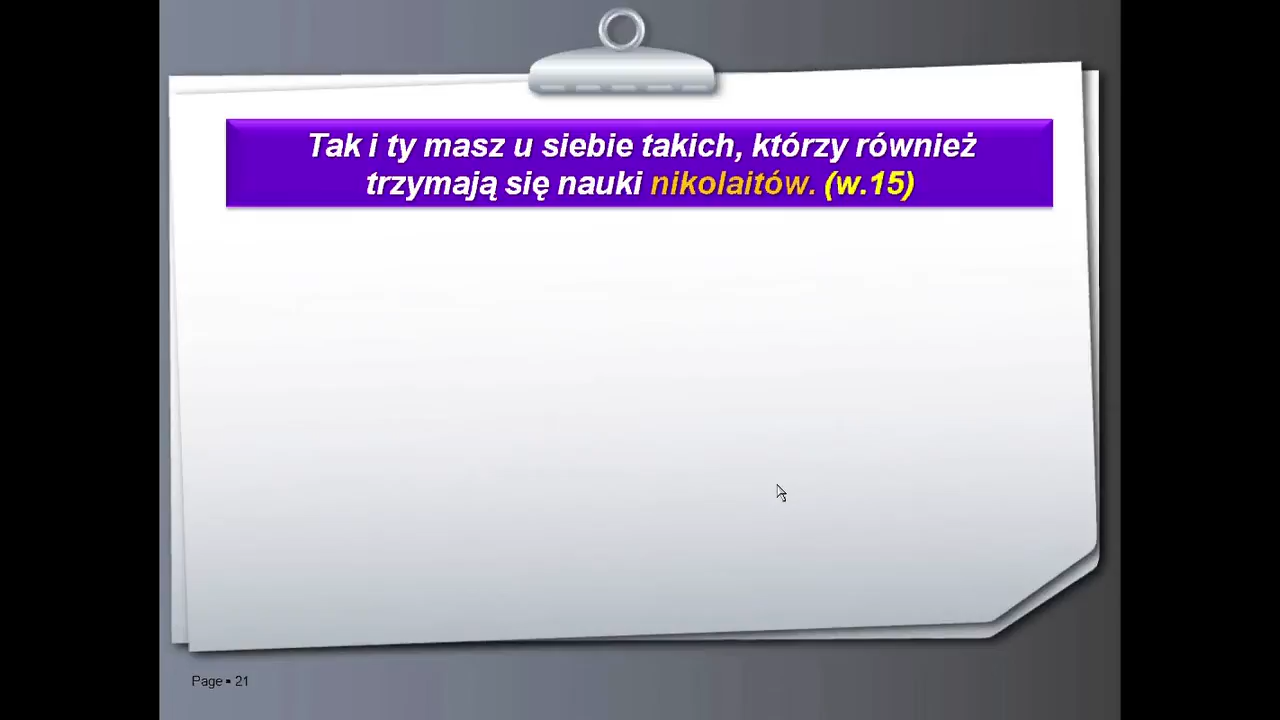 Tak i ty masz u siebie takich, którzy również
trzymają się nauki nikolaitów. (w.15)
Page ▪ 21